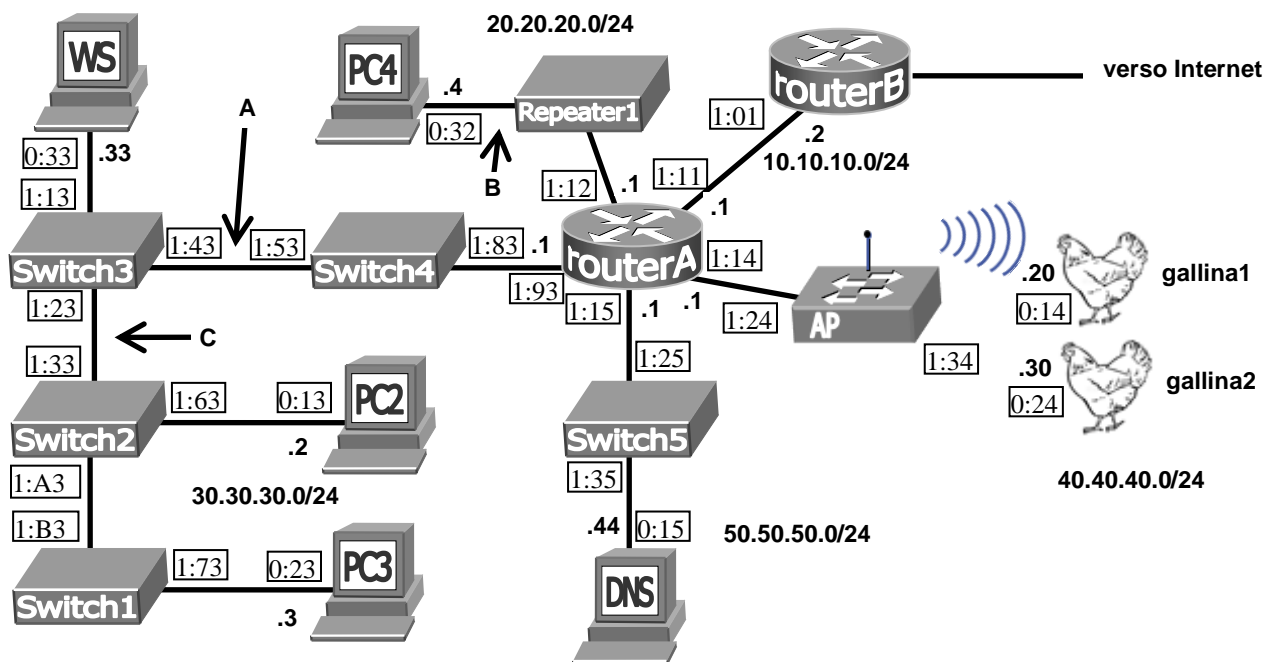 20.20.20.0/24
WS
PC4
.4
Repeater1
routerB
verso Internet
A
0:32
1:01
.2
10.10.10.0/24
0:33
.33
B
1:13
1:12
.1
1:11
.1
1:43
1:53
1:83
.1
Switch3
Switch4
routerA
1:14
.20
gallina1
1:23
1:93
1:15
.1
.1
1:24
AP
0:14
C
1:33
1:25
1:34
.30
gallina2
0:24
1:63
0:13
PC2
Switch2
.2
Switch5
1:A3
30.30.30.0/24
1:35
40.40.40.0/24
1:B3
.44
0:15
50.50.50.0/24
1:73
0:23
PC3
Switch1
.3
DNS